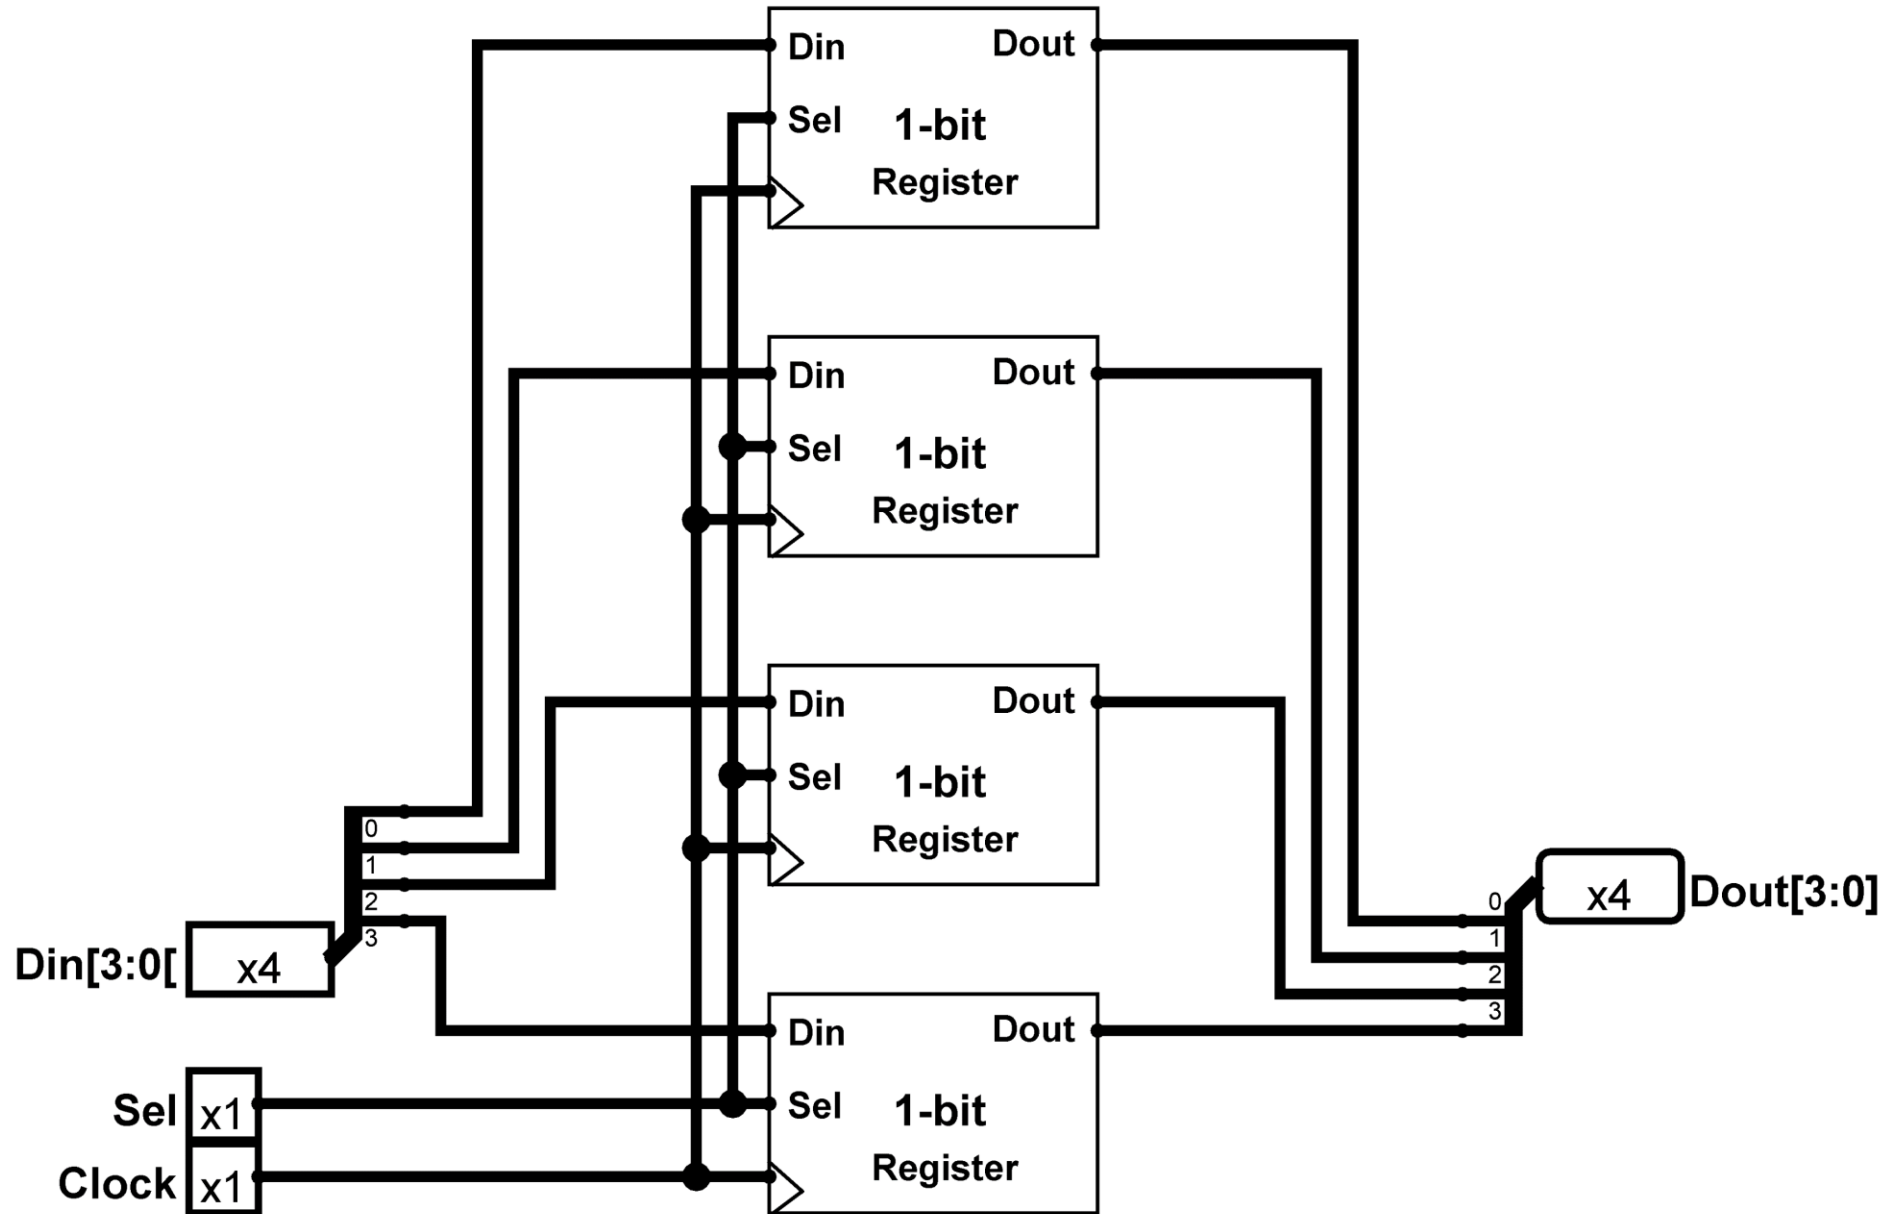 Din Dout
Sel 1-bit
Register
Din Dout
Sel 1-bit
Register
Din Dout
Sel 1-bit
Register
0
1
2
3
Din[3:0[ x4
0
1
2
3
x4 Dout[3:0]
Din Dout
Sel 1-bit
Register
Sel x1
Clock x1